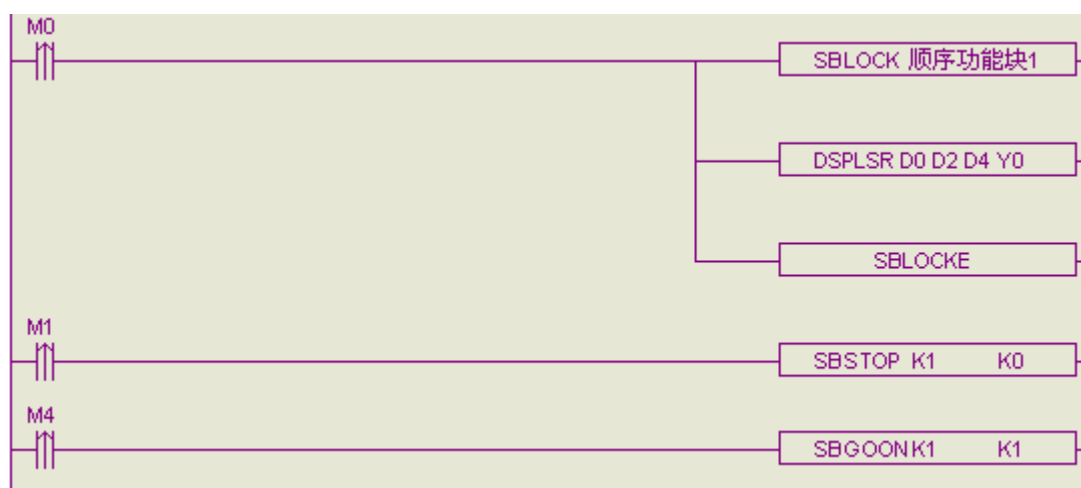 M0
SBLOCK 顺序功能块1
DSPLSR D0 D2 D4 Y0
SBLOCKE
M1
SBSTOP K1 K0
M4
SBGOONK1 K1